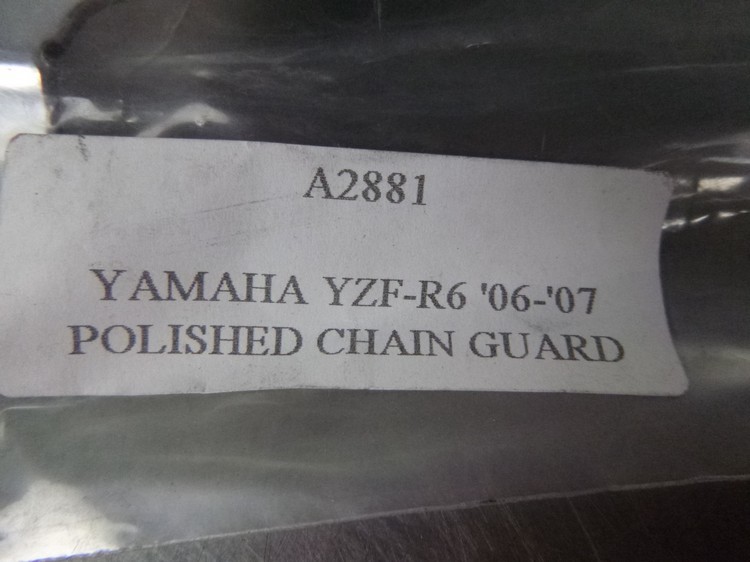 A2881
YAMAHA YZF-R6 '06-'07
POLISHED CHAIN GUARD